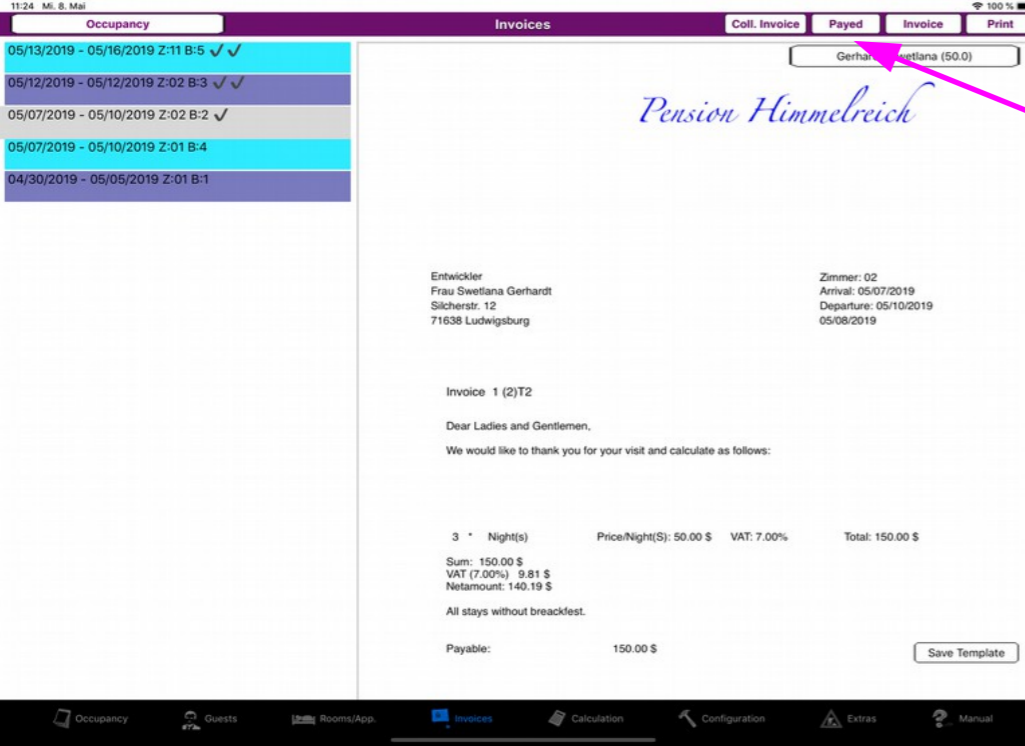 11:24 Mi. 8. Mai
100 %
Occupancy
Invoices
Coll. Invoice
Payed
Invoice
Print
05/13/2019 - 05/16/2019 Z:11 B:5 ✓ ✓
05/12/2019 - 05/12/2019 Z:02 B:3 ✓ ✓
05/07/2019 - 05/10/2019 Z:02 B:2 ✓
05/07/2019 - 05/10/2019 Z:01 B:4
04/30/2019 - 05/05/2019 Z:01 B:1
(50.0)
Pension Himmelreich
Entwickler
Frau Swetlana Gerhardt
Silcherstr. 12
71638 Ludwigsburg
Zimmer: 02
Arrival: 05/07/2019
Departure: 05/10/2019
05/08/2019
Invoice 1 (2)T2
Dear Ladies and Gentlemen,
We would like to thank you for your visit and calculate as follows:
3 * Night(s) Price/Night(S): 50.00 $ VAT: 7.00% Total: 150.00 $
Sum: 150.00 $
VAT (7.00%) 9.81 $
Netamount: 140.19 $
All stays without breackfest.
Payable: 150.00 $
Save Template
Occupancy
Guests
Rooms/App.
Invoices
Calculation
Configuration
Extras
Manual